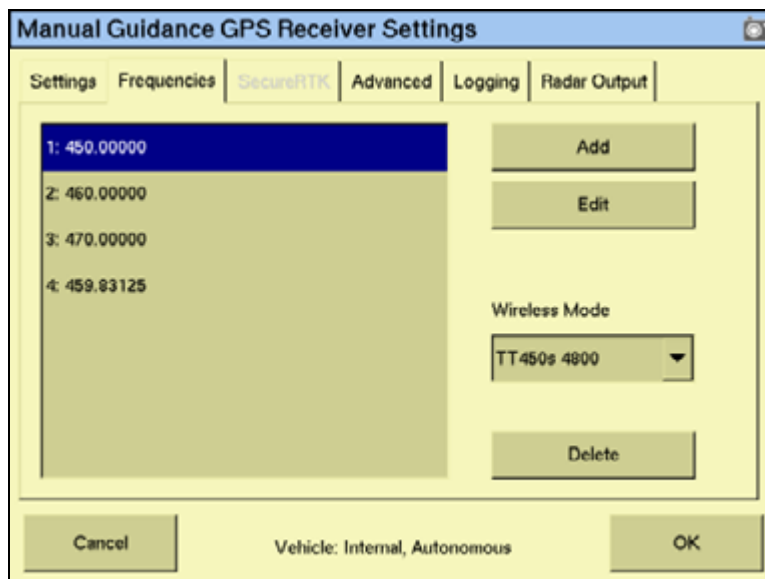 Manual Guidance GPS Receiver Settings
Settings Frequencies SecureRTK Advanced Logging Radar Output
1: 450.00000
2: 460.00000
3: 470.00000
4: 459.83125
Add
Edit
Wireless Mode
TT450s 4800
Delete
Cancel
Vehicle: Internal, Autonomous
OK